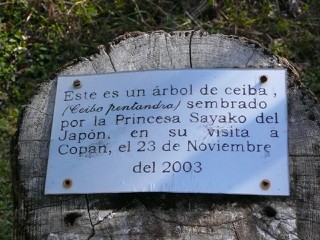 Este es un árbol de ceiba,
(Ceiba pentandra) sembrado
por la Princesa Sayako del
Japón, en su visita a
Copán, el 23 de Noviembre
del 2003